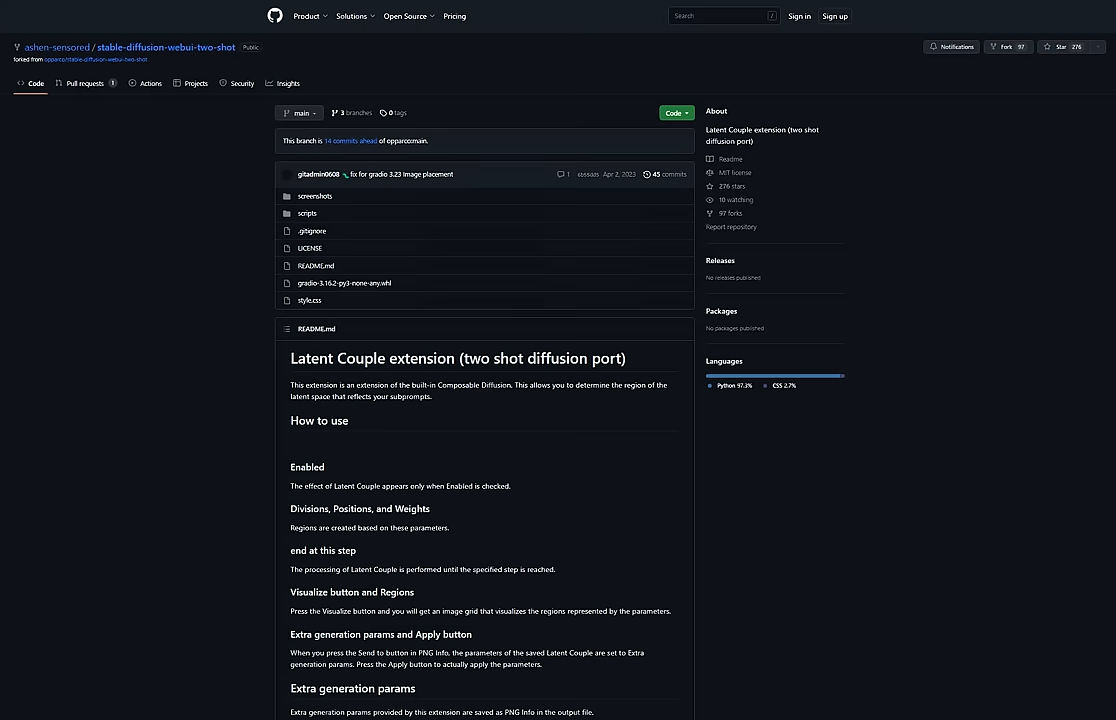 Product Solutions Open Source Pricing Search / Sign in Sign up
ashen-sensored / stable-diffusion-webui-two-shot Public
forked from opparco/stable-diffusion-webui-two-shot
Notifications Fork 97 Star 276
Code Pull requests 1 Actions Projects Security Insights
main 3 branches 0 tags Code
This branch is 14 commits ahead of opparco:main.
gitadmin0608 fix for gradio 3.23 Image placement 1 Apr 2, 2023 45 commits
screenshots
scripts
.gitignore
LICENSE
README.md
gradio-3.16.2-py3-none-any.whl
style.css
README.md
Latent Couple extension (two shot diffusion port)
This extension is an extension of the built-in Composable Diffusion. This allows you to determine the region of the
latent space that reflects your subprompts.
How to use
Enabled
The effect of Latent Couple appears only when Enabled is checked.
Divisions, Positions, and Weights
Regions are created based on these parameters.
end at this step
The processing of Latent Couple is performed until the specified step is reached.
Visualize button and Regions
Press the Visualize button and you will get an image grid that visualizes the regions represented by the parameters.
Extra generation params and Apply button
When you press the Send to button in PNG Info, the parameters of the saved Latent Couple are set to Extra
generation params. Press the Apply button to actually apply the parameters.
Extra generation params
Extra generation params provided by this extension are saved as PNG Info in the output file.
About
Latent Couple extension (two shot
diffusion port)
Readme
MIT license
276 stars
10 watching
97 forks
Report repository
Releases
No releases published
Packages
No packages published
Languages
Python 97.3% CSS 2.7%